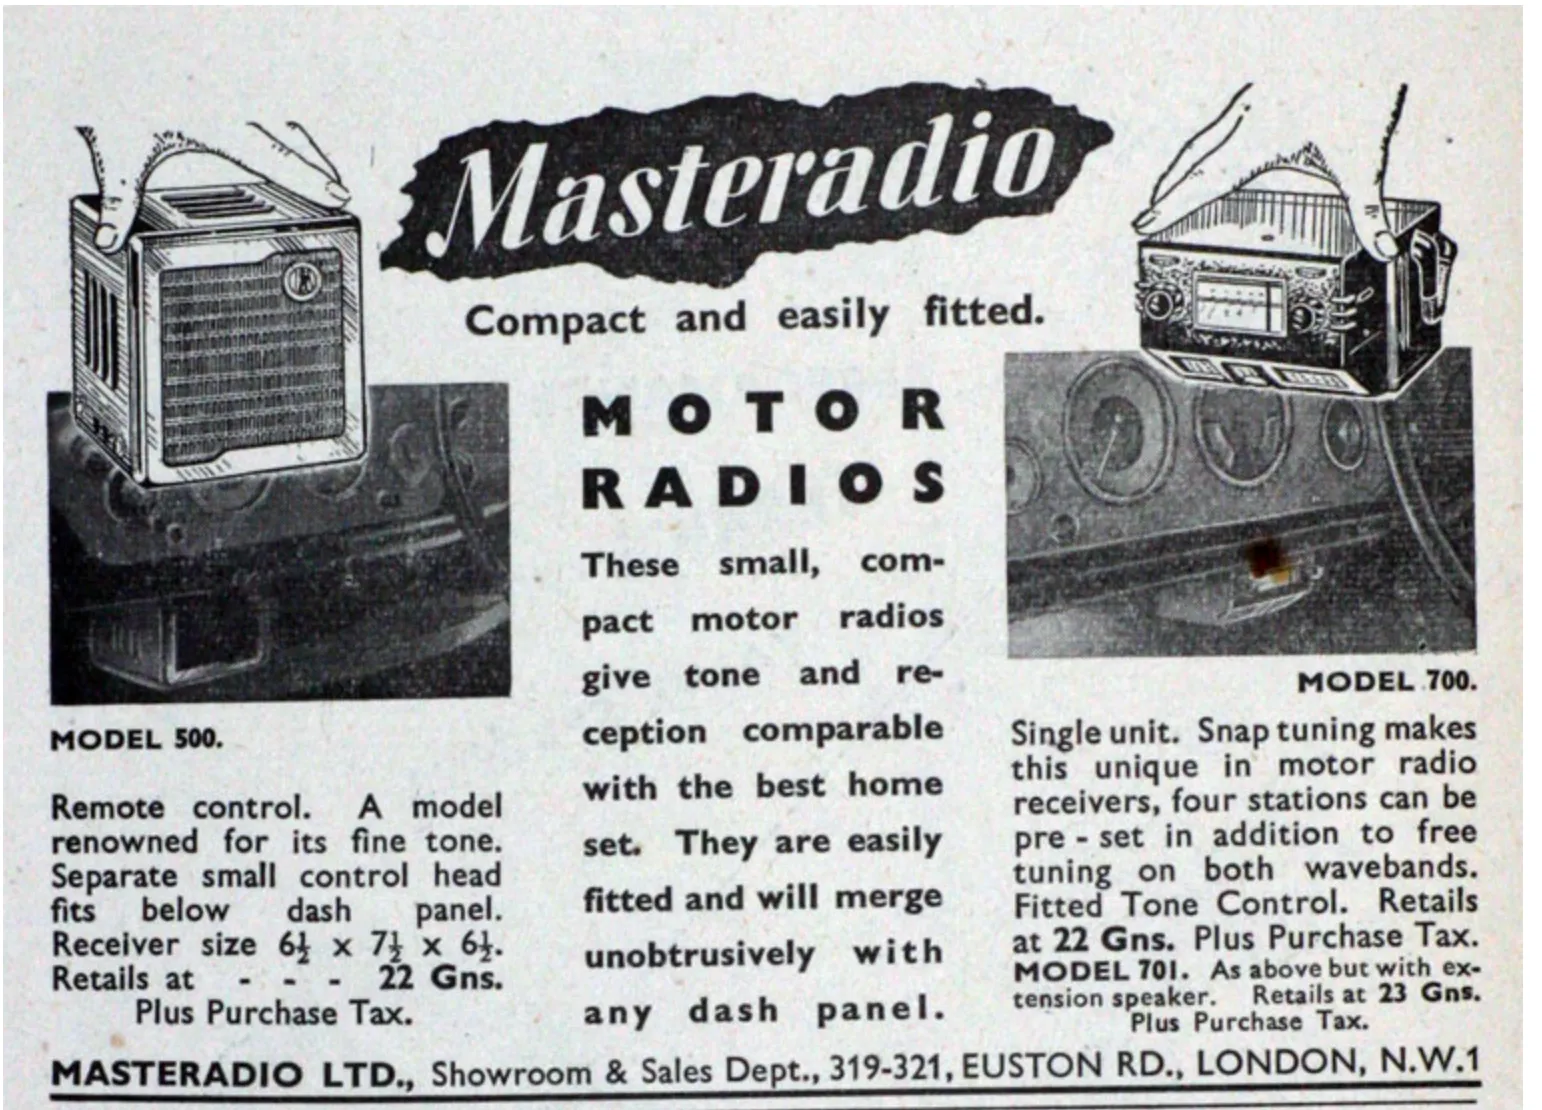 Masteradio
Compact and easily fitted.
MOTOR
RADIOS
These small, com-
pact motor radios
give tone and re-
ception comparable
with the best home
set. They are easily
fitted and will merge
unobtrusively with
any dash panel.
MODEL 500.
Remote control. A model
renowned for its fine tone.
Separate small control head
fits below dash panel.
Receiver size 6½ x 7½ x 6½.
Retails at - - - 22 Gns.
Plus Purchase Tax.
MODEL 700.
Single unit. Snap tuning makes
this unique in motor radio
receivers, four stations can be
pre - set in addition to free
tuning on both wavebands.
Fitted Tone Control. Retails
at 22 Gns. Plus Purchase Tax.
MODEL 701. As above but with ex-
tension speaker. Retails at 23 Gns.
Plus Purchase Tax.
MASTERADIO LTD., Showroom & Sales Dept., 319-321, EUSTON RD., LONDON, N.W.1